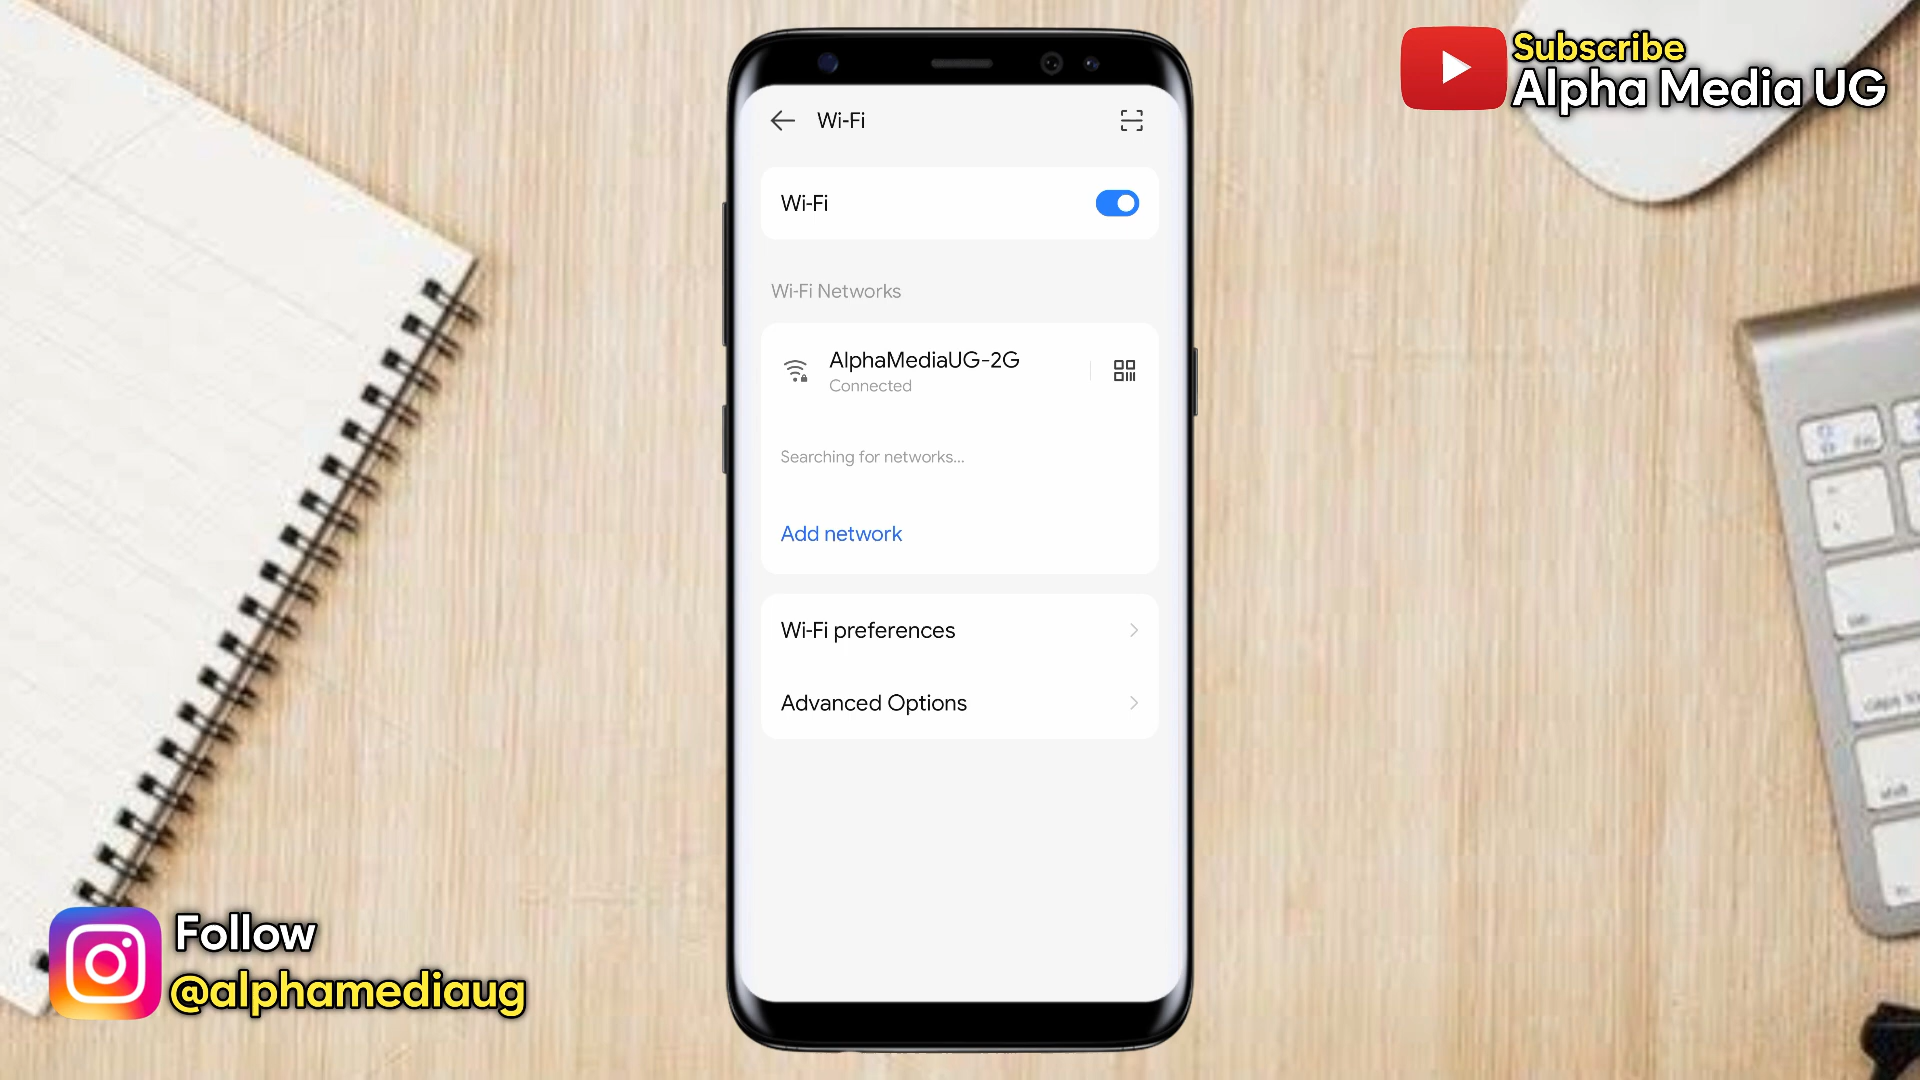 Subscribe
Alpha Media UG
Wi-Fi
Wi-Fi
Wi-Fi Networks
AlphaMediaUG-2G
Connected
Searching for networks...
Add network
Wi-Fi preferences
Advanced Options
Follow
@alphamediaug